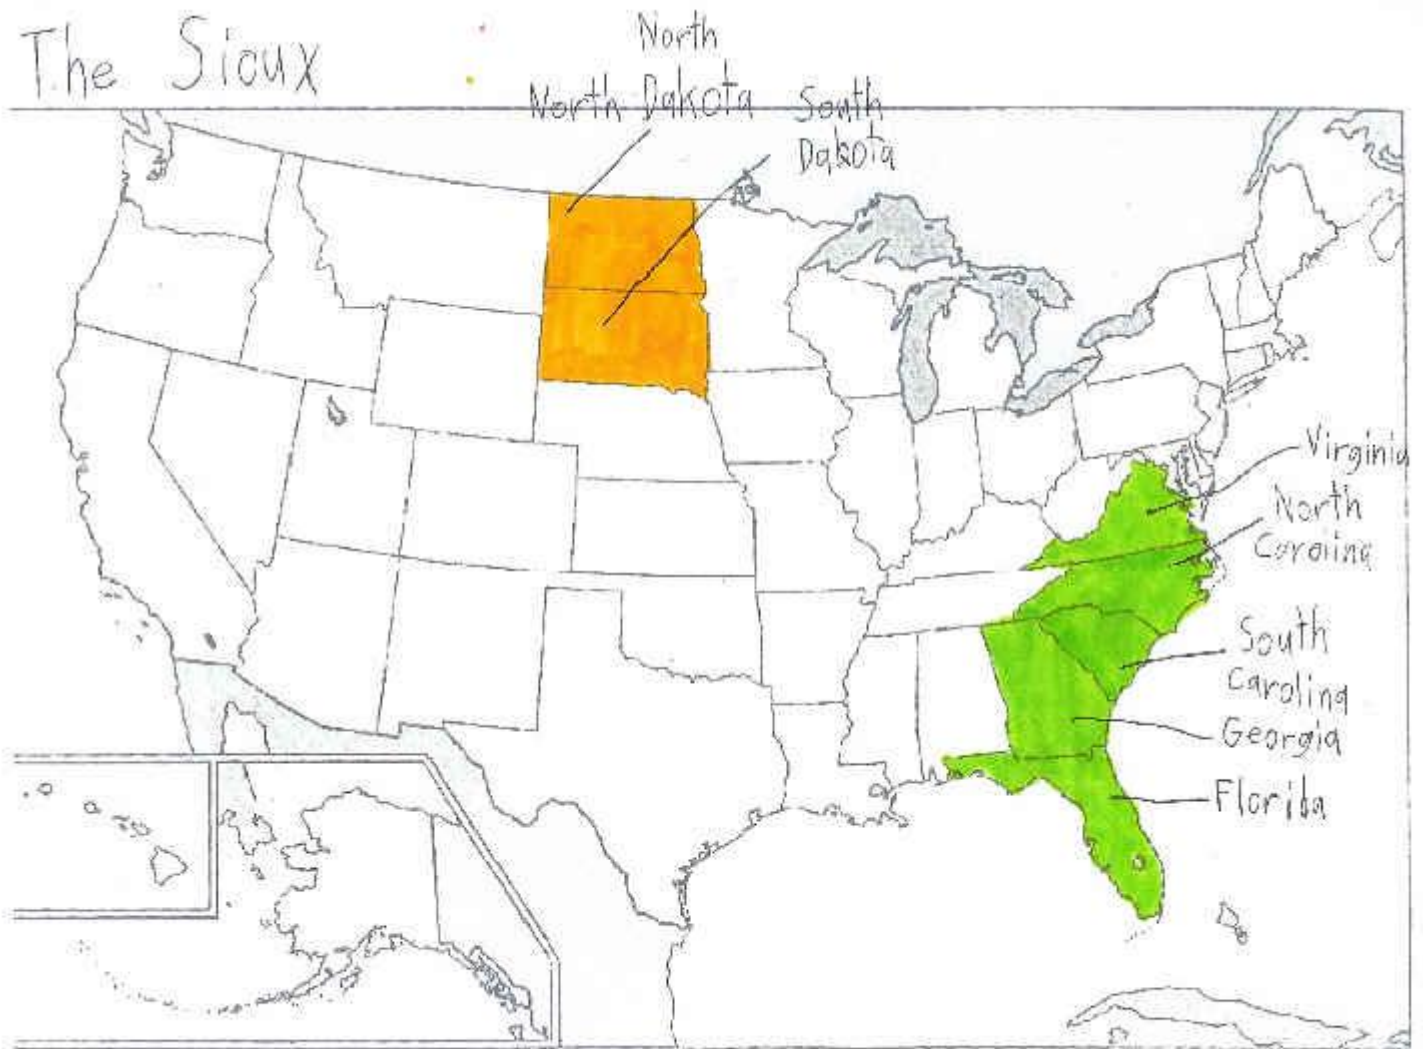 The Sioux
North
North Dakota
South
Dakota
Virginia
North
Carolina
South
Carolina
Georgia
Florida